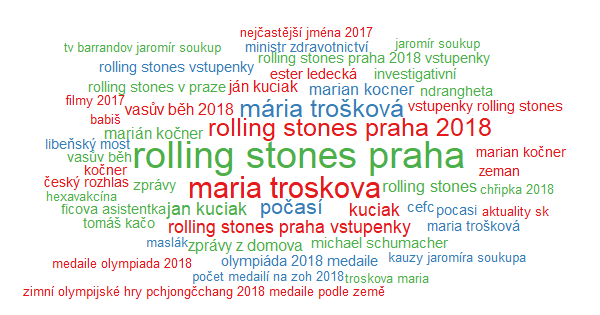 nejčastější jména 2017
tv barrandov jaromír soukup
ministr zdravotnictví
jaromír soukup
rolling stones praha 2018 vstupenky
rolling stones vstupenky
ester ledecká
investigativní
rolling stones v praze
ján kuciak
marian kocner
ndrangheta
filmy 2017
vasův běh 2018
mária trošková
vstupenky rolling stones
babiš
marián kočner
rolling stones praha 2018
libeňský most
vasův běh
rolling stones praha
marian kočner
kočner
zeman
český rozhlas
zprávy
maria troskova
rolling stones
chřipka 2018
hexavakcína
ficova asistentka
jan kuciak
počasí
kuciak
cefc
pocasi
aktuality sk
tomáš kačo
rolling stones praha vstupenky
maria trošková
maslák
zprávy z domova
michael schumacher
medaile olympiada 2018
olympiáda 2018 medaile
kauzy jaromíra soukupa
počet medailí na zoh 2018
troskova maria
zimní olympijské hry pchjongčchang 2018 medaile podle země